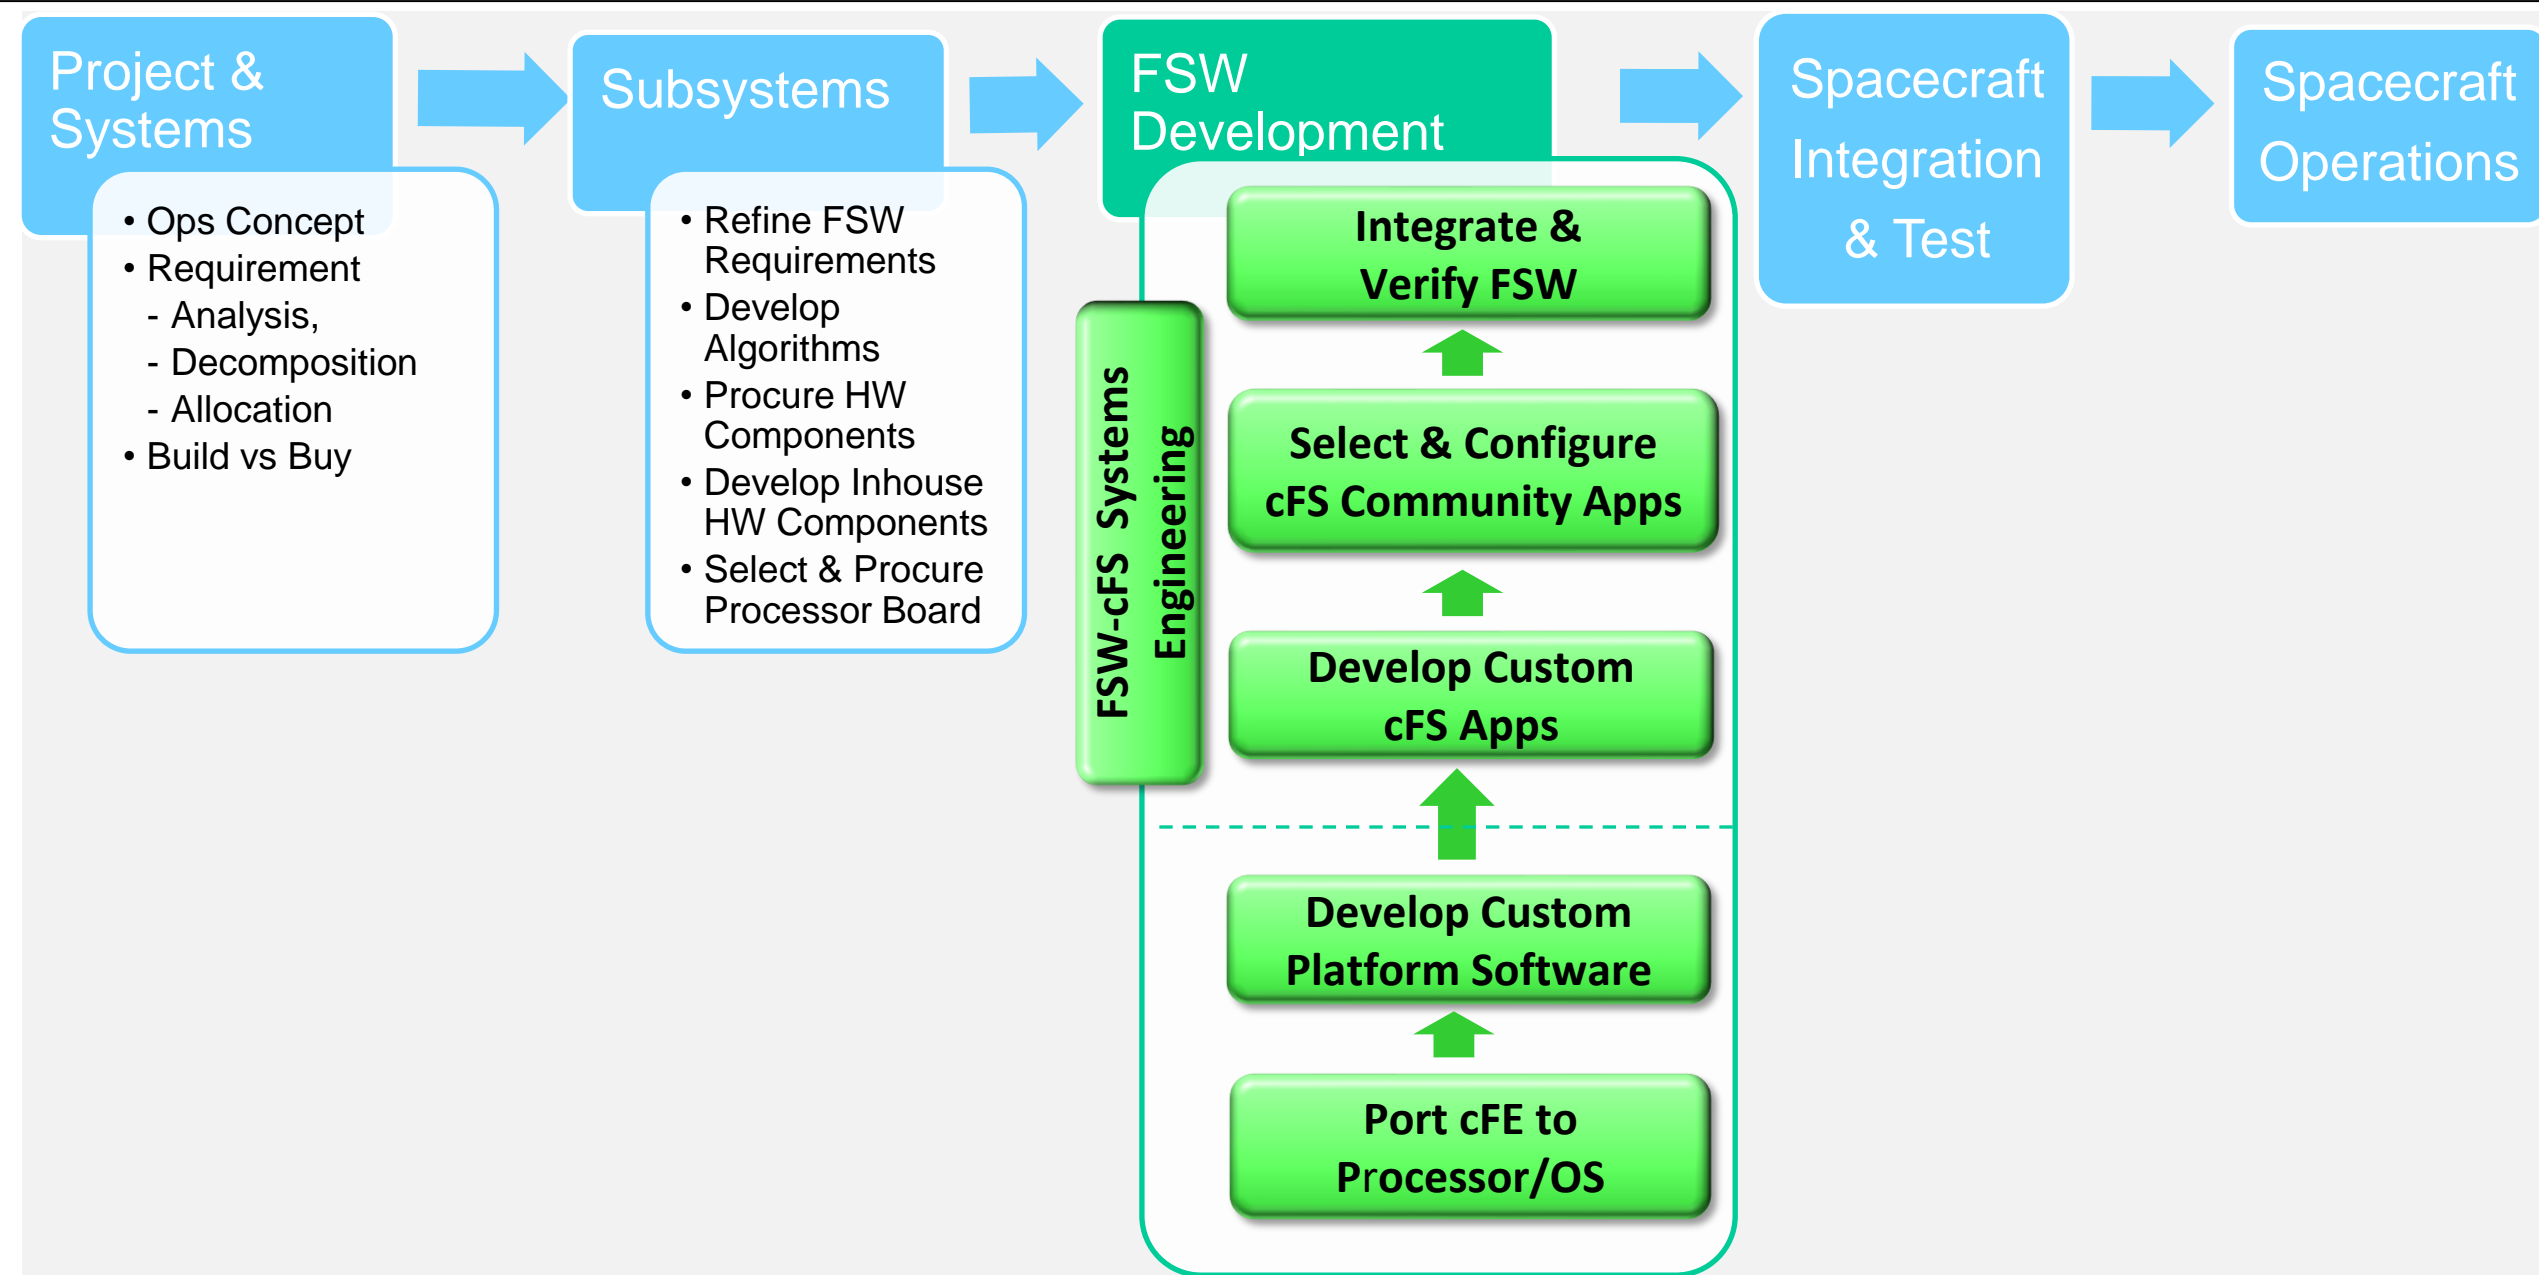 Project &
Systems
• Ops Concept
• Requirement
- Analysis,
- Decomposition
- Allocation
• Build vs Buy
Subsystems
• Refine FSW
Requirements
• Develop
Algorithms
• Procure HW
Components
• Develop Inhouse
HW Components
• Select & Procure
Processor Board
FSW
Development
FSW-cFS Systems
Engineering
Integrate &
Verify FSW
Select & Configure
cFS Community Apps
Develop Custom
cFS Apps
Develop Custom
Platform Software
Port cFE to
Processor/OS
Spacecraft
Integration
& Test
Spacecraft
Operations